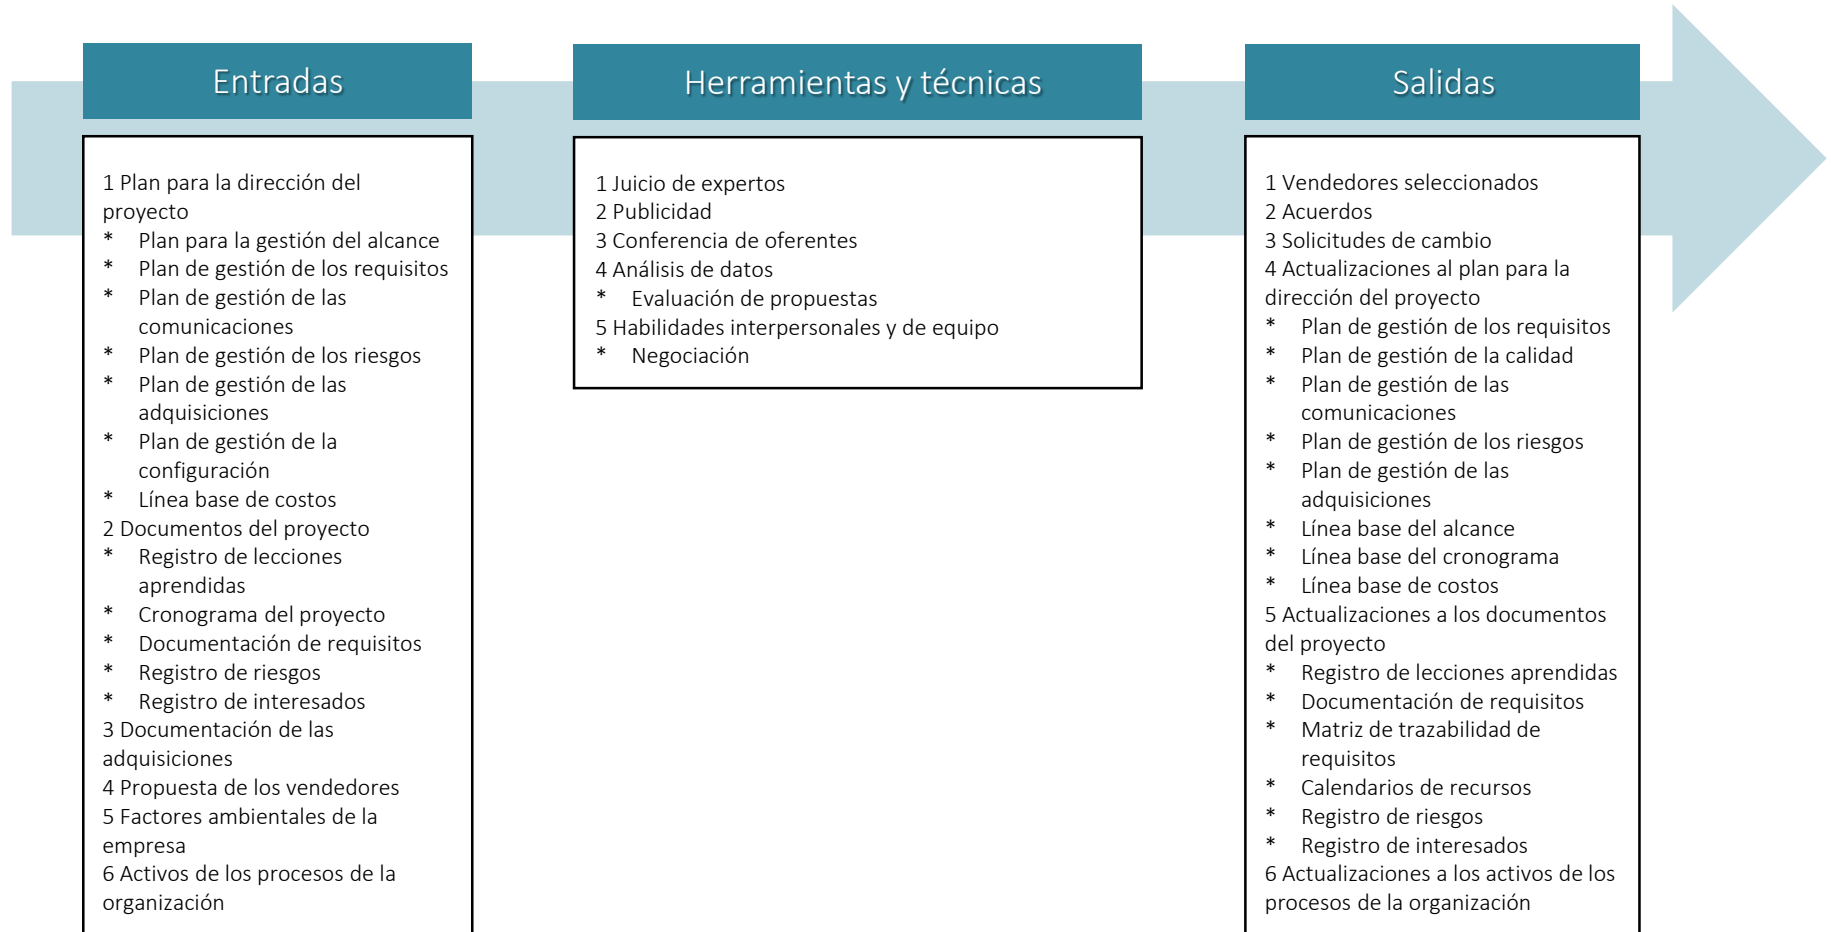 Entradas
1 Plan para la dirección del
proyecto
* Plan para la gestión del alcance
* Plan de gestión de los requisitos
* Plan de gestión de las
comunicaciones
* Plan de gestión de los riesgos
* Plan de gestión de las
adquisiciones
* Plan de gestión de la
configuración
* Línea base de costos
2 Documentos del proyecto
* Registro de lecciones
aprendidas
* Cronograma del proyecto
* Documentación de requisitos
* Registro de riesgos
* Registro de interesados
3 Documentación de las
adquisiciones
4 Propuesta de los vendedores
5 Factores ambientales de la
empresa
6 Activos de los procesos de la
organización
Herramientas y técnicas
1 Juicio de expertos
2 Publicidad
3 Conferencia de oferentes
4 Análisis de datos
* Evaluación de propuestas
5 Habilidades interpersonales y de equipo
* Negociación
Salidas
1 Vendedores seleccionados
2 Acuerdos
3 Solicitudes de cambio
4 Actualizaciones al plan para la
dirección del proyecto
* Plan de gestión de los requisitos
* Plan de gestión de la calidad
* Plan de gestión de las
comunicaciones
* Plan de gestión de los riesgos
* Plan de gestión de las
adquisiciones
* Línea base del alcance
* Línea base del cronograma
* Línea base de costos
5 Actualizaciones a los documentos
del proyecto
* Registro de lecciones aprendidas
* Documentación de requisitos
* Matriz de trazabilidad de
requisitos
* Calendarios de recursos
* Registro de riesgos
* Registro de interesados
6 Actualizaciones a los activos de los
procesos de la organización